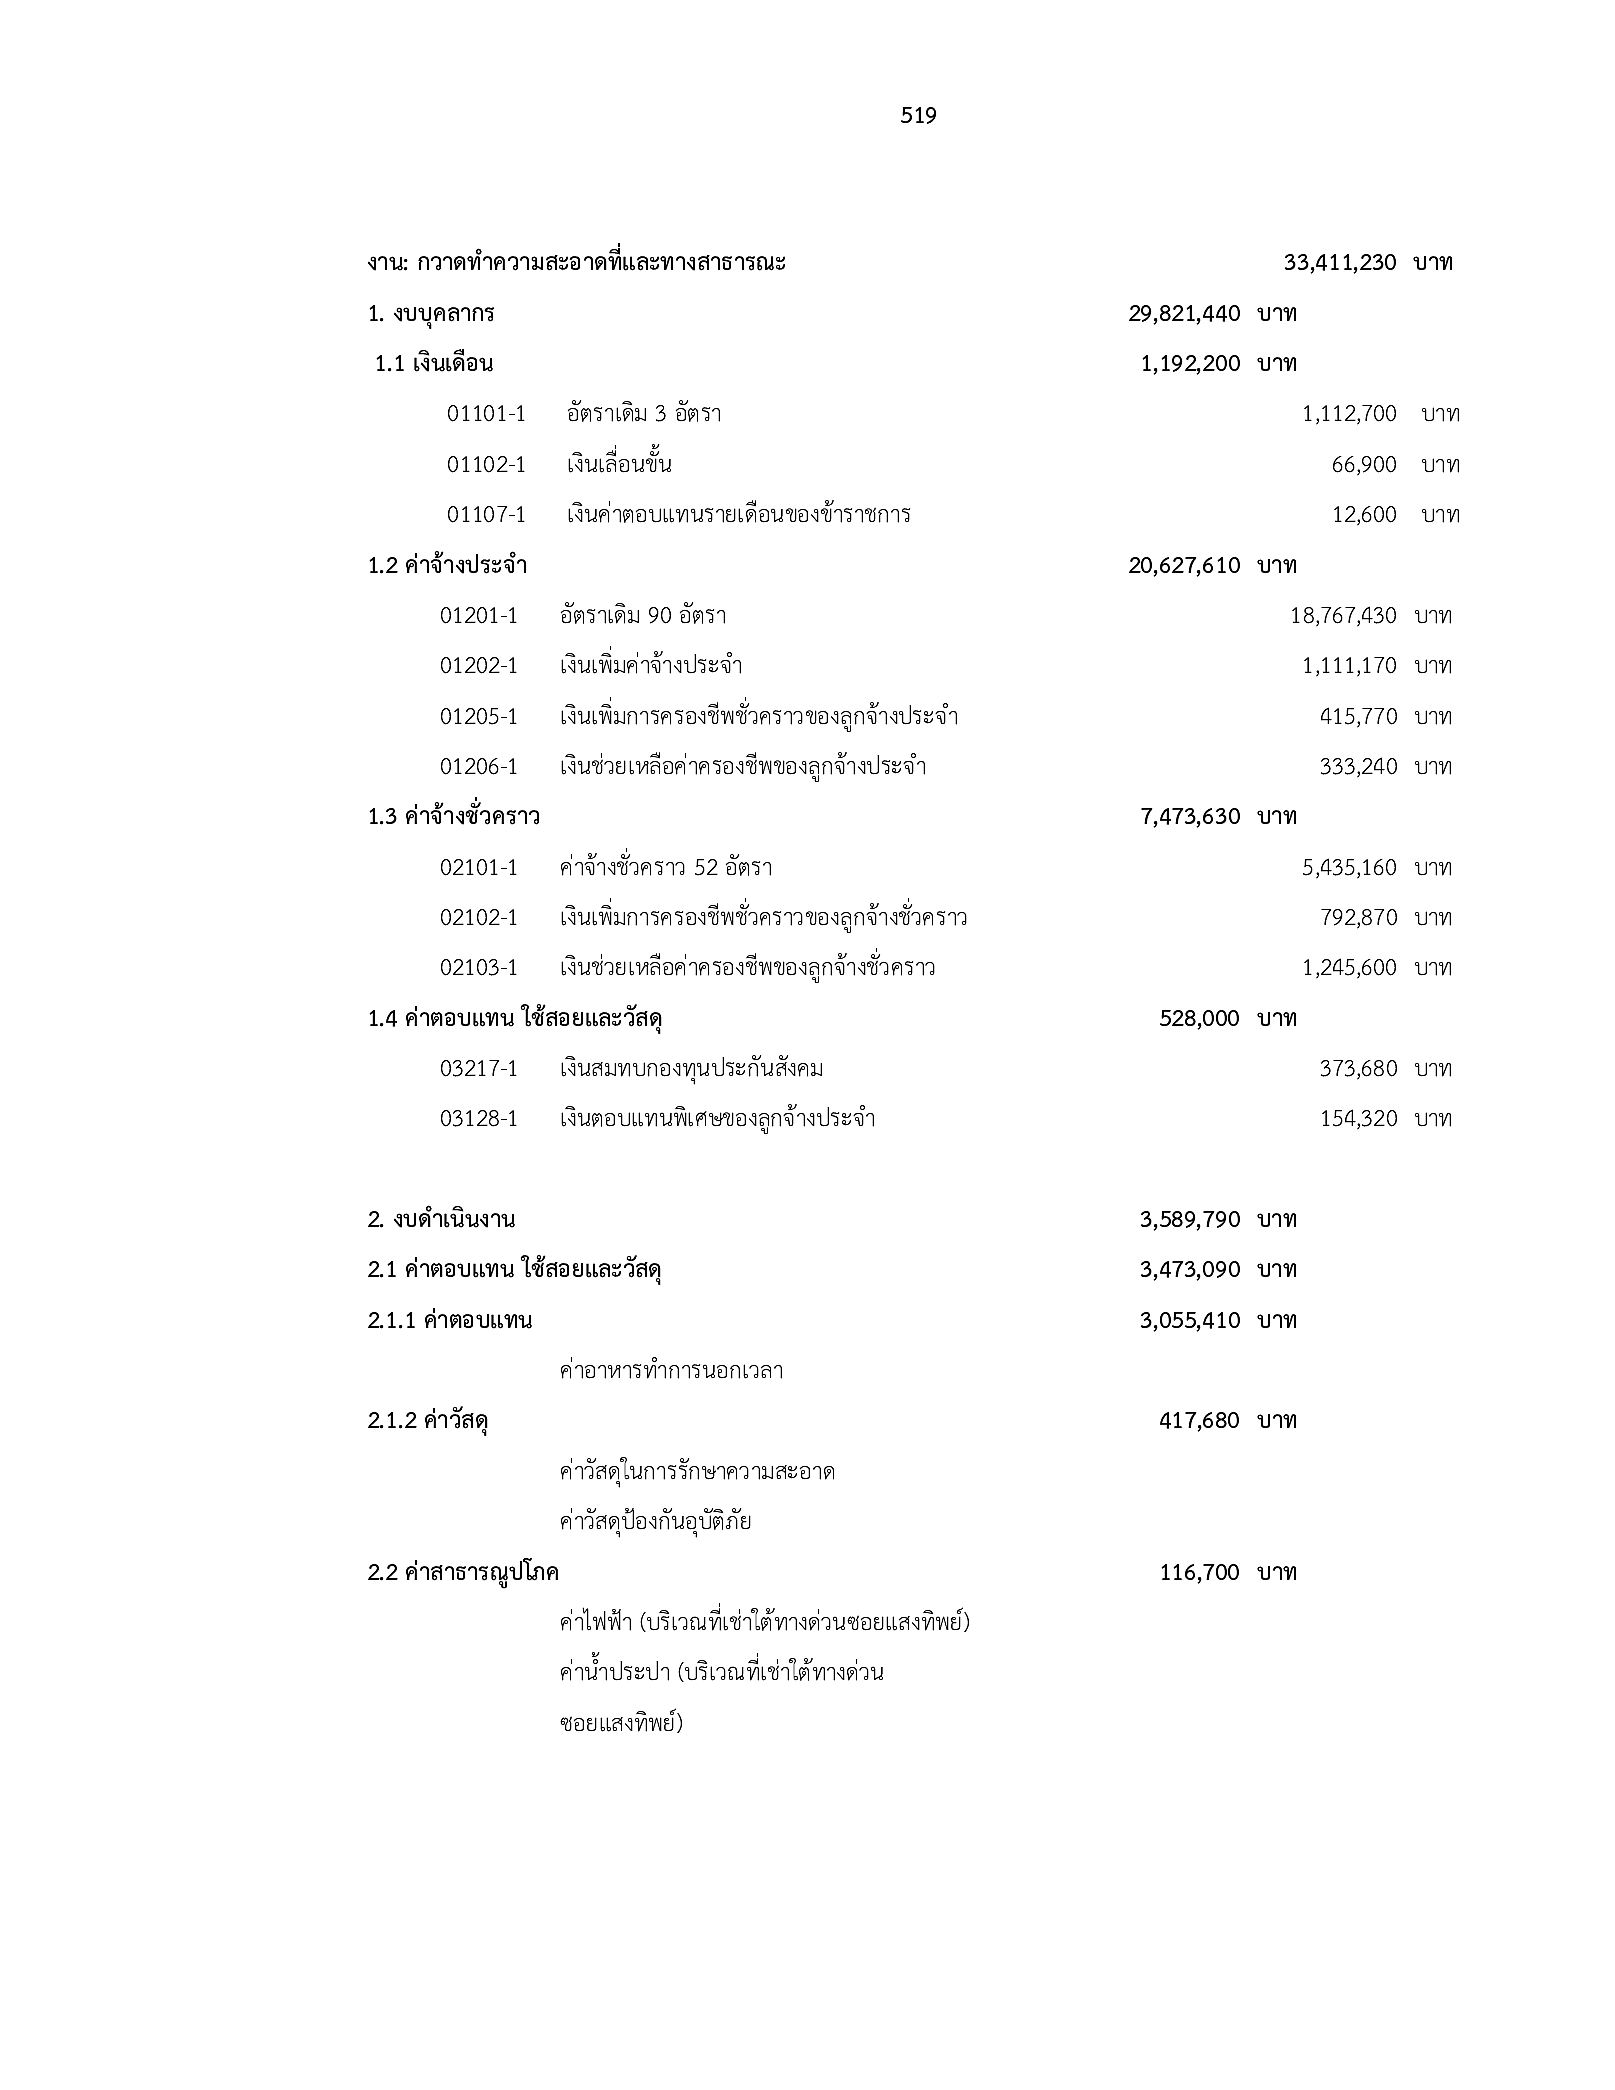 519
งาน: กวาดทำความสะอาดที่และทางสาธารณะ 33,411,230 บาท
1. งบบุคลากร 29,821,440 บาท
1.1 เงินเดือน 1,192,200 บาท
01101-1 อัตราเดิม 3 อัตรา 1,112,700 บาท
01102-1 เงินเลื่อนขั้น 66,900 บาท
01107-1 เงินค่าตอบแทนรายเดือนของข้าราชการ 12,600 บาท
1.2 ค่าจ้างประจำ 20,627,610 บาท
01201-1 อัตราเดิม 90 อัตรา 18,767,430 บาท
01202-1 เงินเพิ่มค่าจ้างประจำ 1,111,170 บาท
01205-1 เงินเพิ่มการครองชีพชั่วคราวของลูกจ้างประจำ 415,770 บาท
01206-1 เงินช่วยเหลือค่าครองชีพของลูกจ้างประจำ 333,240 บาท
1.3 ค่าจ้างชั่วคราว 7,473,630 บาท
02101-1 ค่าจ้างชั่วคราว 52 อัตรา 5,435,160 บาท
02102-1 เงินเพิ่มการครองชีพชั่วคราวของลูกจ้างชั่วคราว 792,870 บาท
02103-1 เงินช่วยเหลือค่าครองชีพของลูกจ้างชั่วคราว 1,245,600 บาท
1.4 ค่าตอบแทน ใช้สอยและวัสดุ 528,000 บาท
03217-1 เงินสมทบกองทุนประกันสังคม 373,680 บาท
03128-1 เงินตอบแทนพิเศษของลูกจ้างประจำ 154,320 บาท
2. งบดำเนินงาน 3,589,790 บาท
2.1 ค่าตอบแทน ใช้สอยและวัสดุ 3,473,090 บาท
2.1.1 ค่าตอบแทน 3,055,410 บาท
ค่าอาหารทำการนอกเวลา
2.1.2 ค่าวัสดุ 417,680 บาท
ค่าวัสดุในการรักษาความสะอาด
ค่าวัสดุป้องกันอุบัติภัย
2.2 ค่าสาธารณูปโภค 116,700 บาท
ค่าไฟฟ้า (บริเวณที่เช่าใต้ทางด่วนซอยแสงทิพย์)
ค่าน้ำประปา (บริเวณที่เช่าใต้ทางด่วน
ซอยแสงทิพย์)